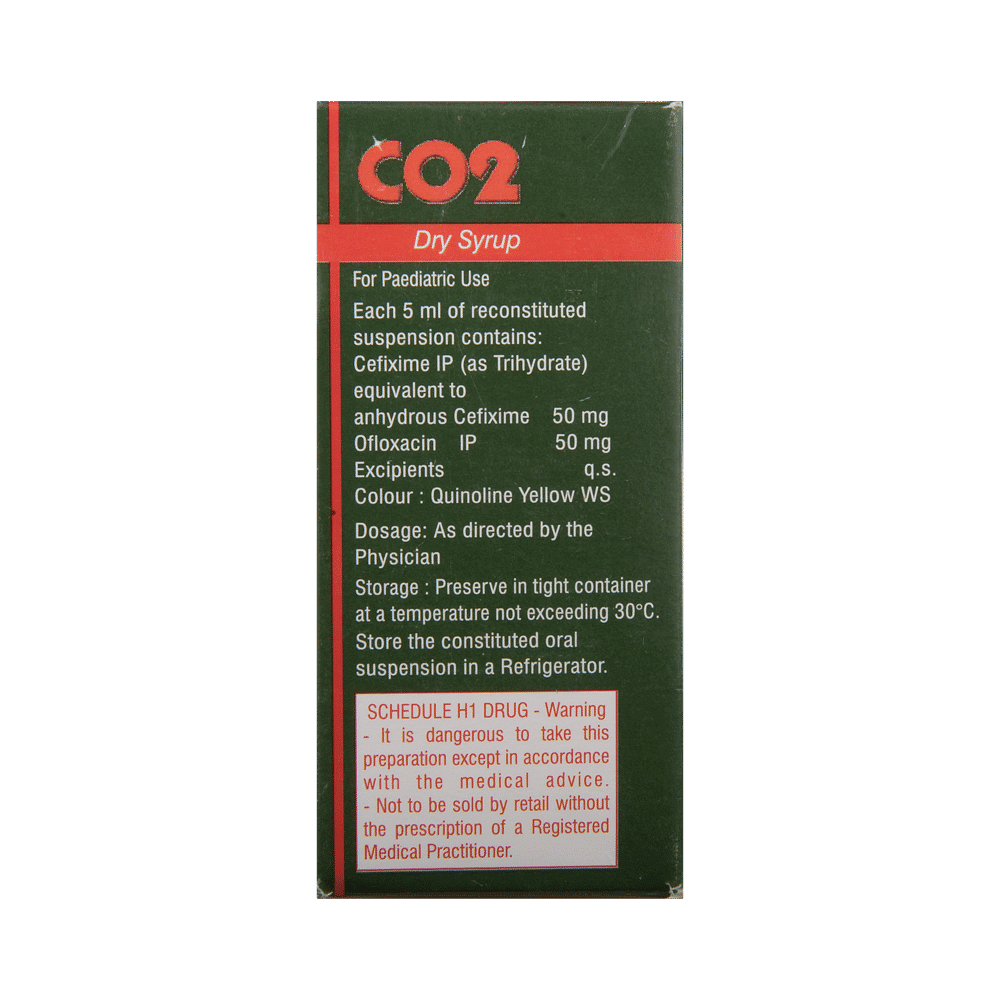 CO2
Dry Syrup
For Paediatric Use
Each 5 ml of reconstituted
suspension contains:
Cefixime IP (as Trihydrate)
equivalent to
anhydrous Cefixime 50 mg
Ofloxacin IP 50 mg
Excipients q.s.
Colour : Quinoline Yellow WS
Dosage: As directed by the
Physician
Storage : Preserve in tight container
at a temperature not exceeding 30°C.
Store the constituted oral
suspension in a Refrigerator.
SCHEDULE H1 DRUG - Warning
- It is dangerous to take this
preparation except in accordance
with the medical advice.
- Not to be sold by retail without
the prescription of a Registered
Medical Practitioner.